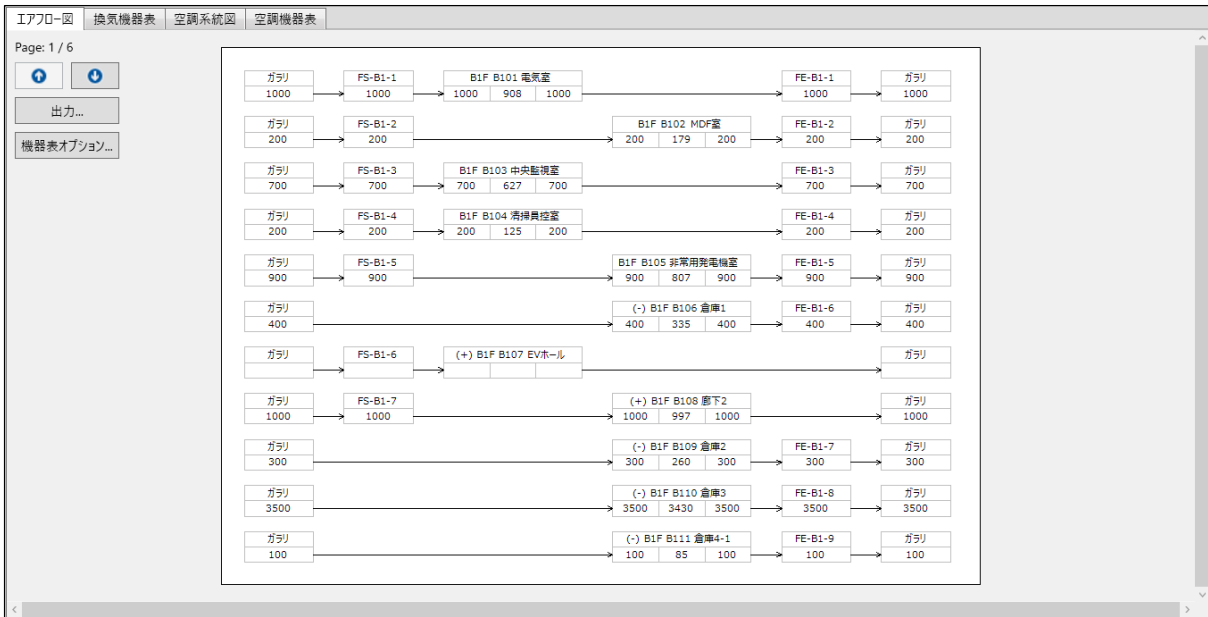 エアフロー図 換気機器表 空調系統図 空調機器表
Page: 1 / 6
出力...
機器表オプション...
ガラリ FS-B1-1 B1F B101 電気室 FE-B1-1 ガラリ
1000 1000 1000 908 1000 1000 1000
ガラリ FS-B1-2 B1F B102 MDF室 FE-B1-2 ガラリ
200 200 200 179 200 200 200
ガラリ FS-B1-3 B1F B103 中央監視室 FE-B1-3 ガラリ
700 700 700 627 700 700 700
ガラリ FS-B1-4 B1F B104 清掃員控室 FE-B1-4 ガラリ
200 200 200 125 200 200 200
ガラリ FS-B1-5 B1F B105 非常用発電機室 FE-B1-5 ガラリ
900 900 900 807 900 900 900
ガラリ (-) B1F B106 倉庫1 FE-B1-6 ガラリ
400 400 335 400 400 400
ガラリ FS-B1-6 (+) B1F B107 EVホール ガラリ
ガラリ FS-B1-7 (+) B1F B108 廊下2 ガラリ
1000 1000 1000 997 1000 1000
ガラリ (-) B1F B109 倉庫2 FE-B1-7 ガラリ
300 300 260 300 300 300
ガラリ (-) B1F B110 倉庫3 FE-B1-8 ガラリ
3500 3500 3430 3500 3500 3500
ガラリ (-) B1F B111 倉庫4-1 FE-B1-9 ガラリ
100 100 85 100 100 100